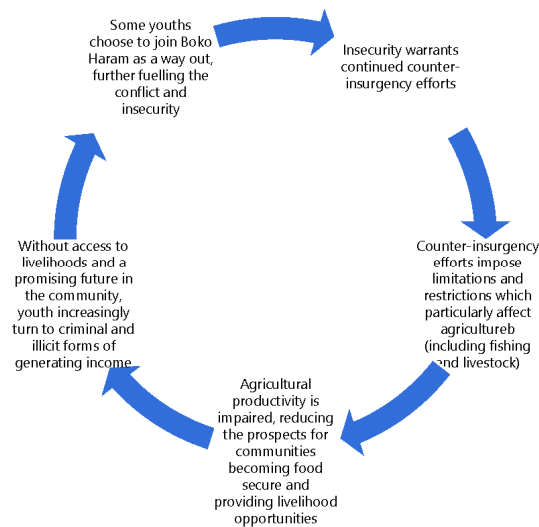 Some youths
choose to join Boko
Haram as a way out,
further fuelling the
conflict and
insecurity
Insecurity warrants
continued counter-
insurgency efforts
Counter-insurgency
efforts impose
limitations and
restrictions which
particularly affect
agricultureb
(including fishing
and livestock)
Agricultural
productivity is
impaired, reducing
the prospects for
communities
becoming food
secure and
providing livelihood
opportunities
Without access to
livelihoods and a
promising future in
the community,
youth increasingly
turn to criminal and
illicit forms of
generating income